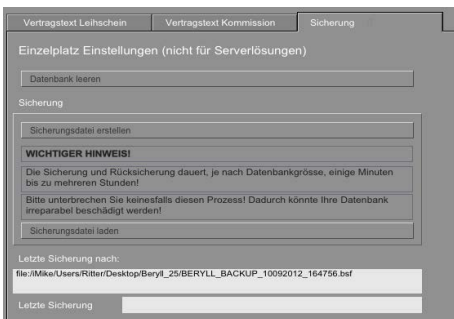 Vertragstext Leihschein Vertragstext Kommission Sicherung
Einzelplatz Einstellungen (nicht für Serverlösungen)
Datenbank leeren
Sicherung
Sicherungsdatei erstellen
WICHTIGER HINWEIS!
Die Sicherung und Rücksicherung dauert, je nach Datenbankgrösse, einige Minuten
bis zu mehreren Stunden!
Bitte unterbrechen Sie keinesfalls diesen Prozess! Dadurch könnte Ihre Datenbank
irreparabel beschädigt werden!
Sicherungsdatei laden
Letzte Sicherung nach:
file:/iMike/Users/Ritter/Desktop/Beryll_25/BERYLL_BACKUP_10092012_164756.bsf
Letzte Sicherung